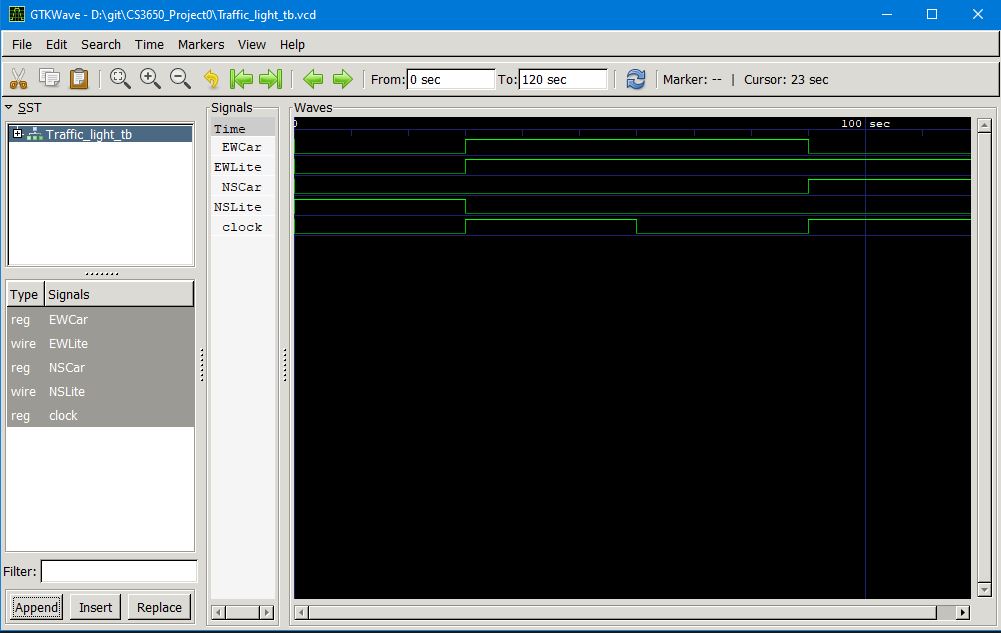 GTKWave - D:\git\CS3650_Project0\Traffic_light_tb.vcd
File Edit Search Time Markers View Help
From: 0 sec To: 120 sec Marker: -- | Cursor: 23 sec
SST
Traffic_light_tb
Type Signals
reg EWCar
wire EWLite
reg NSCar
wire NSLite
reg clock
Filter:
Append Insert Replace
Signals
Time
EWCar
EWLite
NSCar
NSLite
clock
Waves
0 100 sec